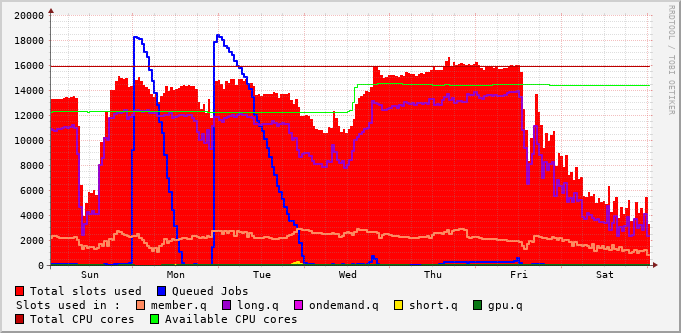 RRDTOOL / TOBI OETIKER
20000
18000
16000
14000
12000
10000
8000
6000
4000
2000
0
Sun Mon Tue Wed Thu Fri Sat
Total slots used Queued Jobs
Slots used in : member.q long.q ondemand.q short.q gpu.q
Total CPU cores Available CPU cores